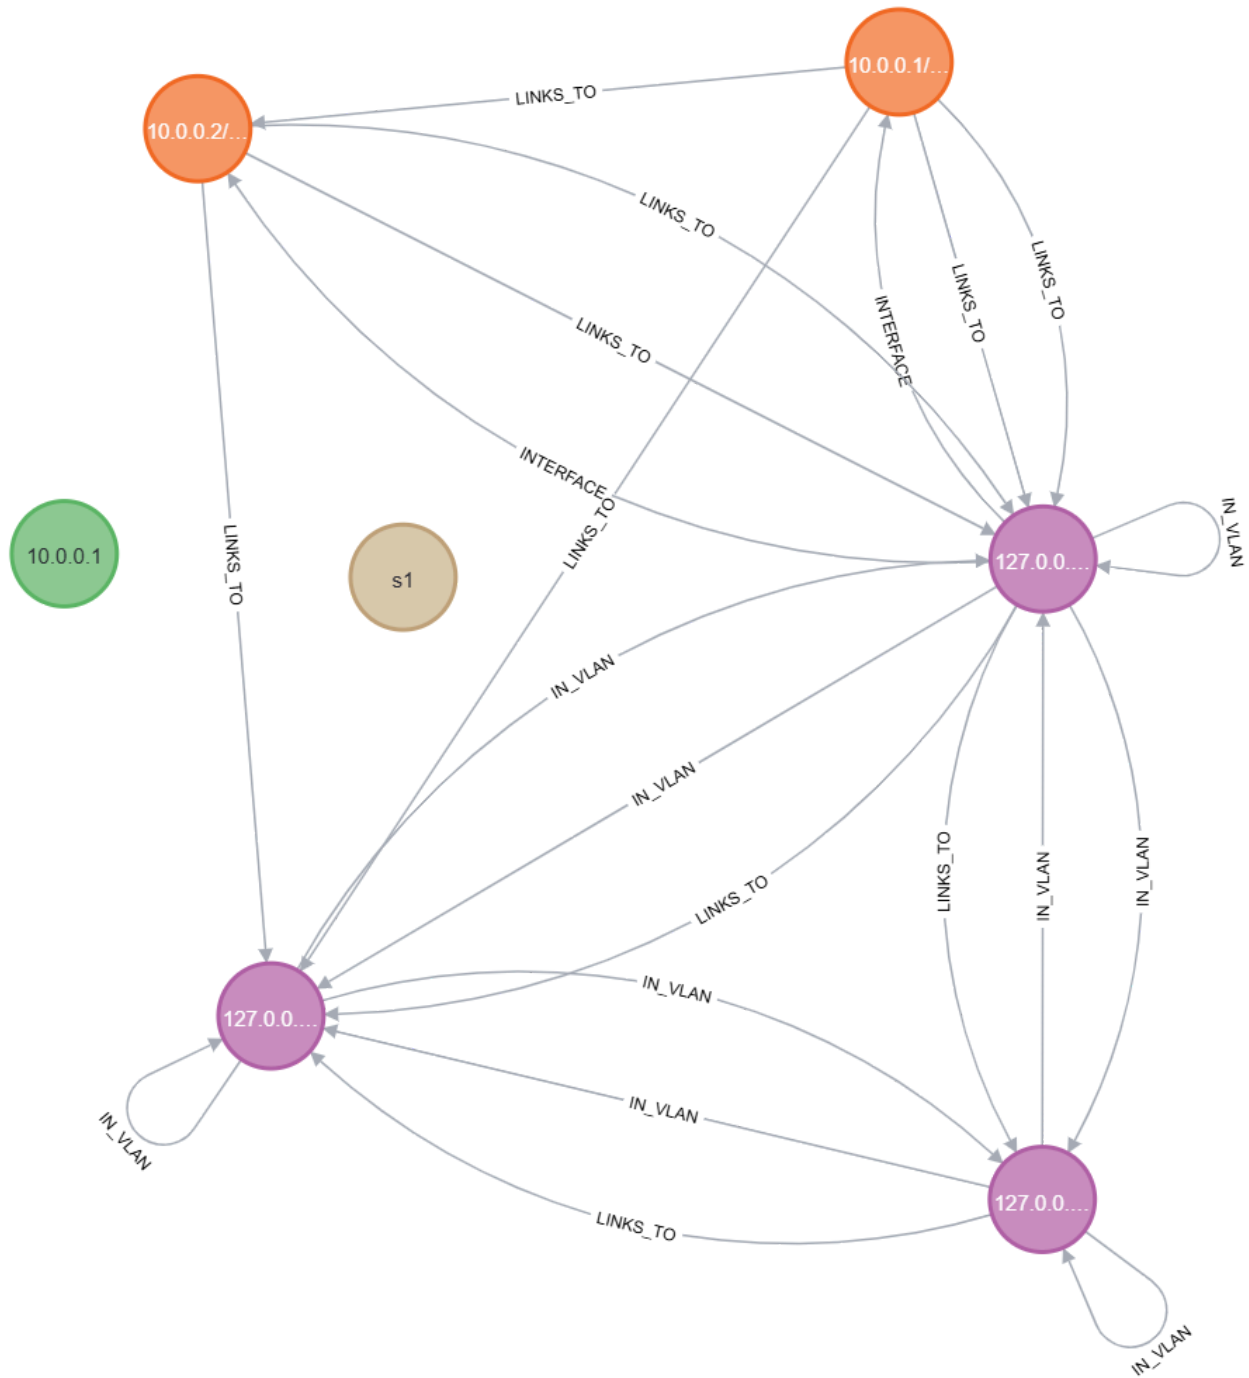 10.0.0.1/...
LINKS_TO
10.0.0.2/...
LINKS_TO
LINKS_TO
LINKS_TO
LINKS_TO
INTERFACE
INTERFACE
LINKS_TO
IN_VLAN
LINKS_TO
10.0.0.1
s1
127.0.0....
LINKS_TO
IN_VLAN
IN_VLAN
LINKS_TO
IN_VLAN
IN_VLAN
LINKS_TO
IN_VLAN
127.0.0....
IN_VLAN
IN_VLAN
127.0.0....
LINKS_TO
IN_VLAN